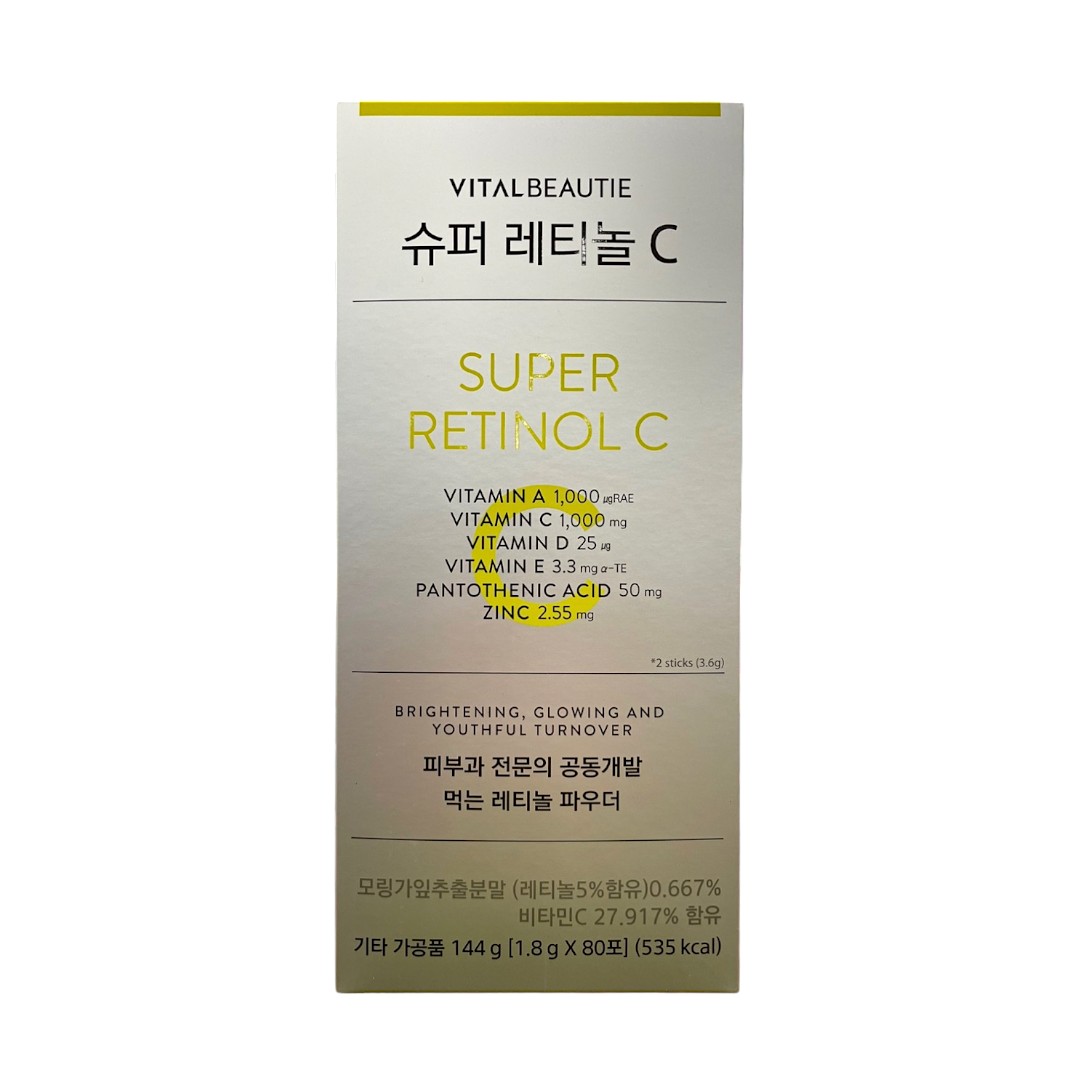 VITALBEAUTIE
슈퍼 레티놀 C
SUPER
RETINOL C
VITAMIN A 1,000 μgRAE
VITAMIN C 1,000 mg
VITAMIN D 25 μg
VITAMIN E 3.3 mg α-TE
PANTOTHENIC ACID 50 mg
ZINC 2.55 mg
*2 sticks (3.6g)
BRIGHTENING, GLOWING AND
YOUTHFUL TURNOVER
피부과 전문의 공동개발
먹는 레티놀 파우더
모링가잎추출분말 (레티놀5%함유)0.667%
비타민C 27.917% 함유
기타 가공품 144 g [1.8 g X 80포] (535 kcal)